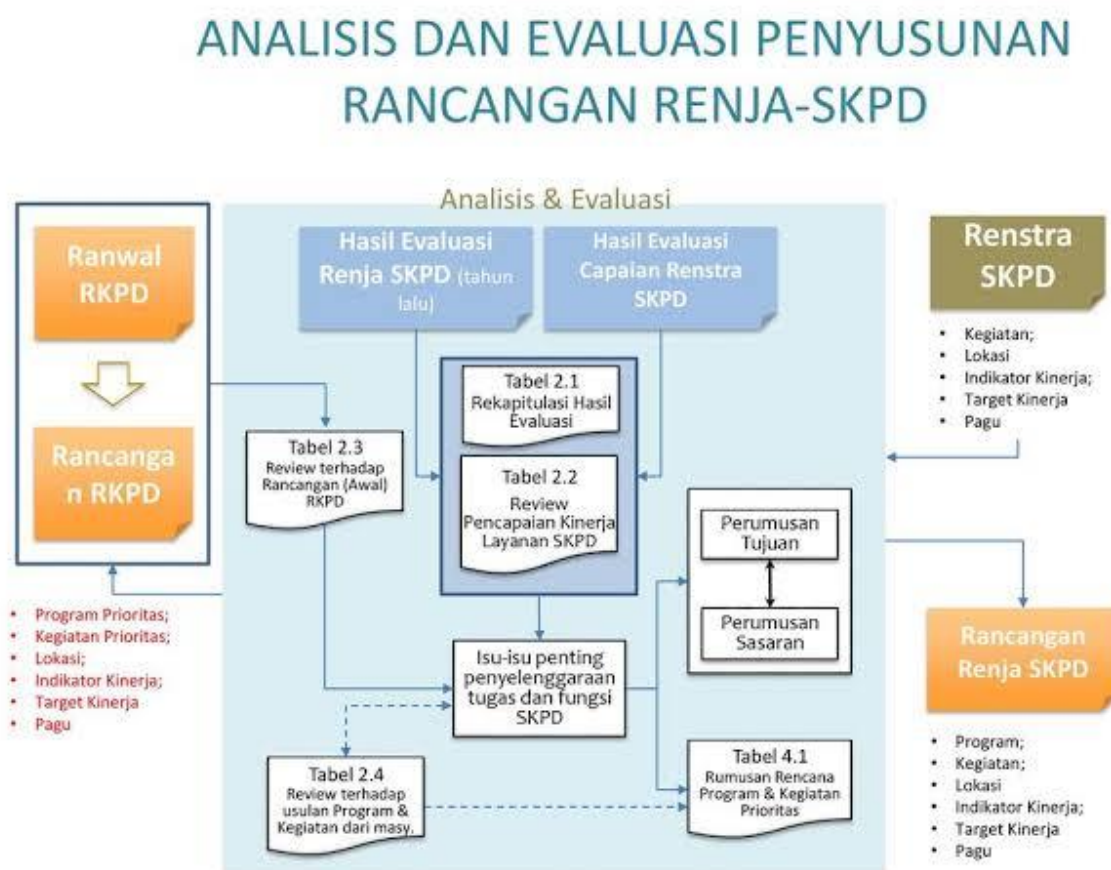 ANALISIS DAN EVALUASI PENYUSUNAN
RANCANGAN RENJA-SKPD
Analisis & Evaluasi
Ranwal
RKPD
Rancanga
n RKPD
• Program Prioritas;
• Kegiatan Prioritas;
• Lokasi;
• Indikator Kinerja;
• Target Kinerja
• Pagu
Hasil Evaluasi
Renja SKPD (tahun
lalu)
Hasil Evaluasi
Capaian Renstra
SKPD
Tabel 2.1
Rekapitulasi Hasil
Evaluasi
Tabel 2.2
Review
Pencapaian Kinerja
Layanan SKPD
Tabel 2.3
Review terhadap
Rancangan (Awal)
RKPD
Isu-isu penting
penyelenggaraan
tugas dan fungsi
SKPD
Tabel 2.4
Review terhadap
usulan Program &
Kegiatan dari masy.
Perumusan
Tujuan
Perumusan
Sasaran
Tabel 4.1
Rumusan Rencana
Program & Kegiatan
Prioritas
Renstra
SKPD
• Kegiatan;
• Lokasi
• Indikator Kinerja;
• Target Kinerja
• Pagu
Rancangan
Renja SKPD
• Program;
• Kegiatan;
• Lokasi
• Indikator Kinerja;
• Target Kinerja
• Pagu